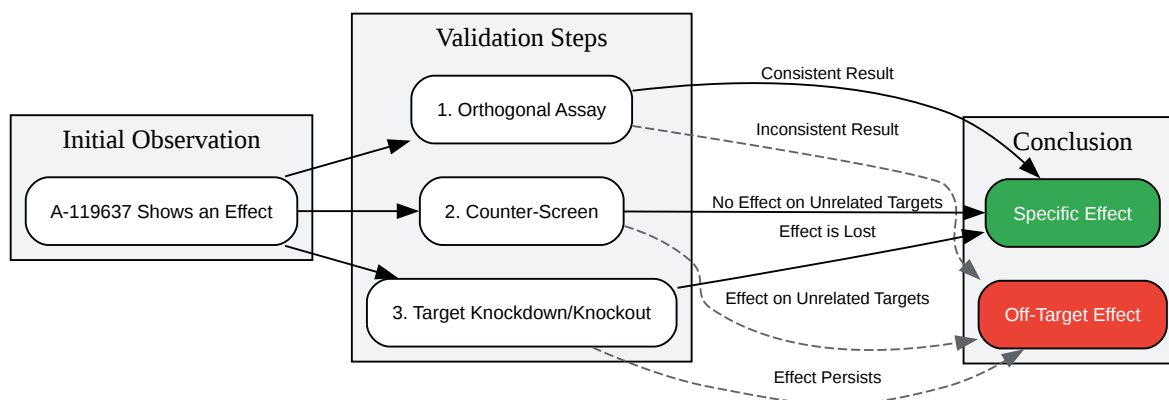 Validation Steps
Initial Observation
Conclusion
A-119637 Shows an Effect
1. Orthogonal Assay
2. Counter-Screen
3. Target Knockdown/Knockout
Consistent Result
Inconsistent Result
No Effect on Unrelated Targets
Effect is Lost
Effect on Unrelated Targets
Effect Persists
Specific Effect
Off-Target Effect